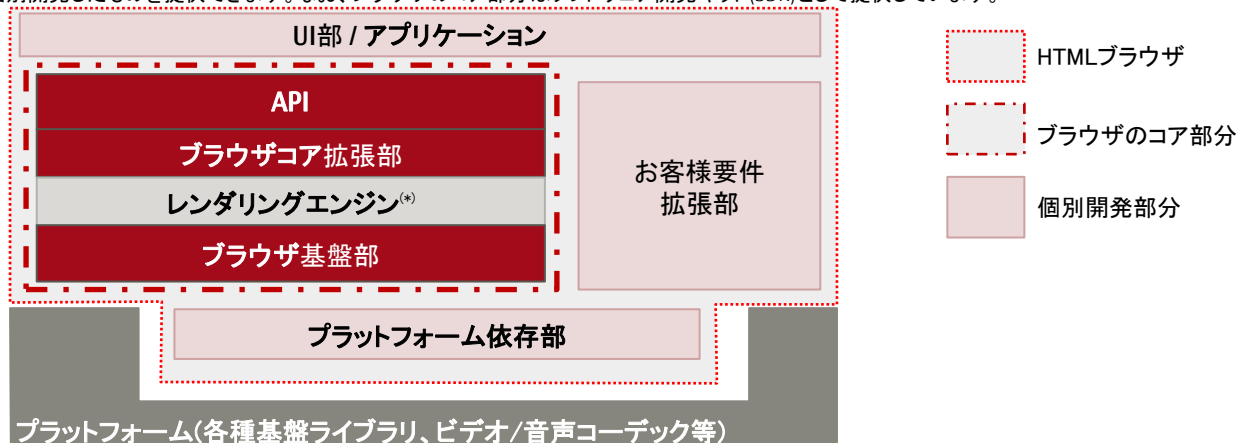 UI部 / アプリケーション
API
ブラウザコア拡張部
レンダリングエンジン(*)
ブラウザ基盤部
お客様要件
拡張部
プラットフォーム依存部
プラットフォーム(各種基盤ライブラリ、ビデオ/音声コーデック等)
HTMLブラウザ
ブラウザのコア部分
個別開発部分